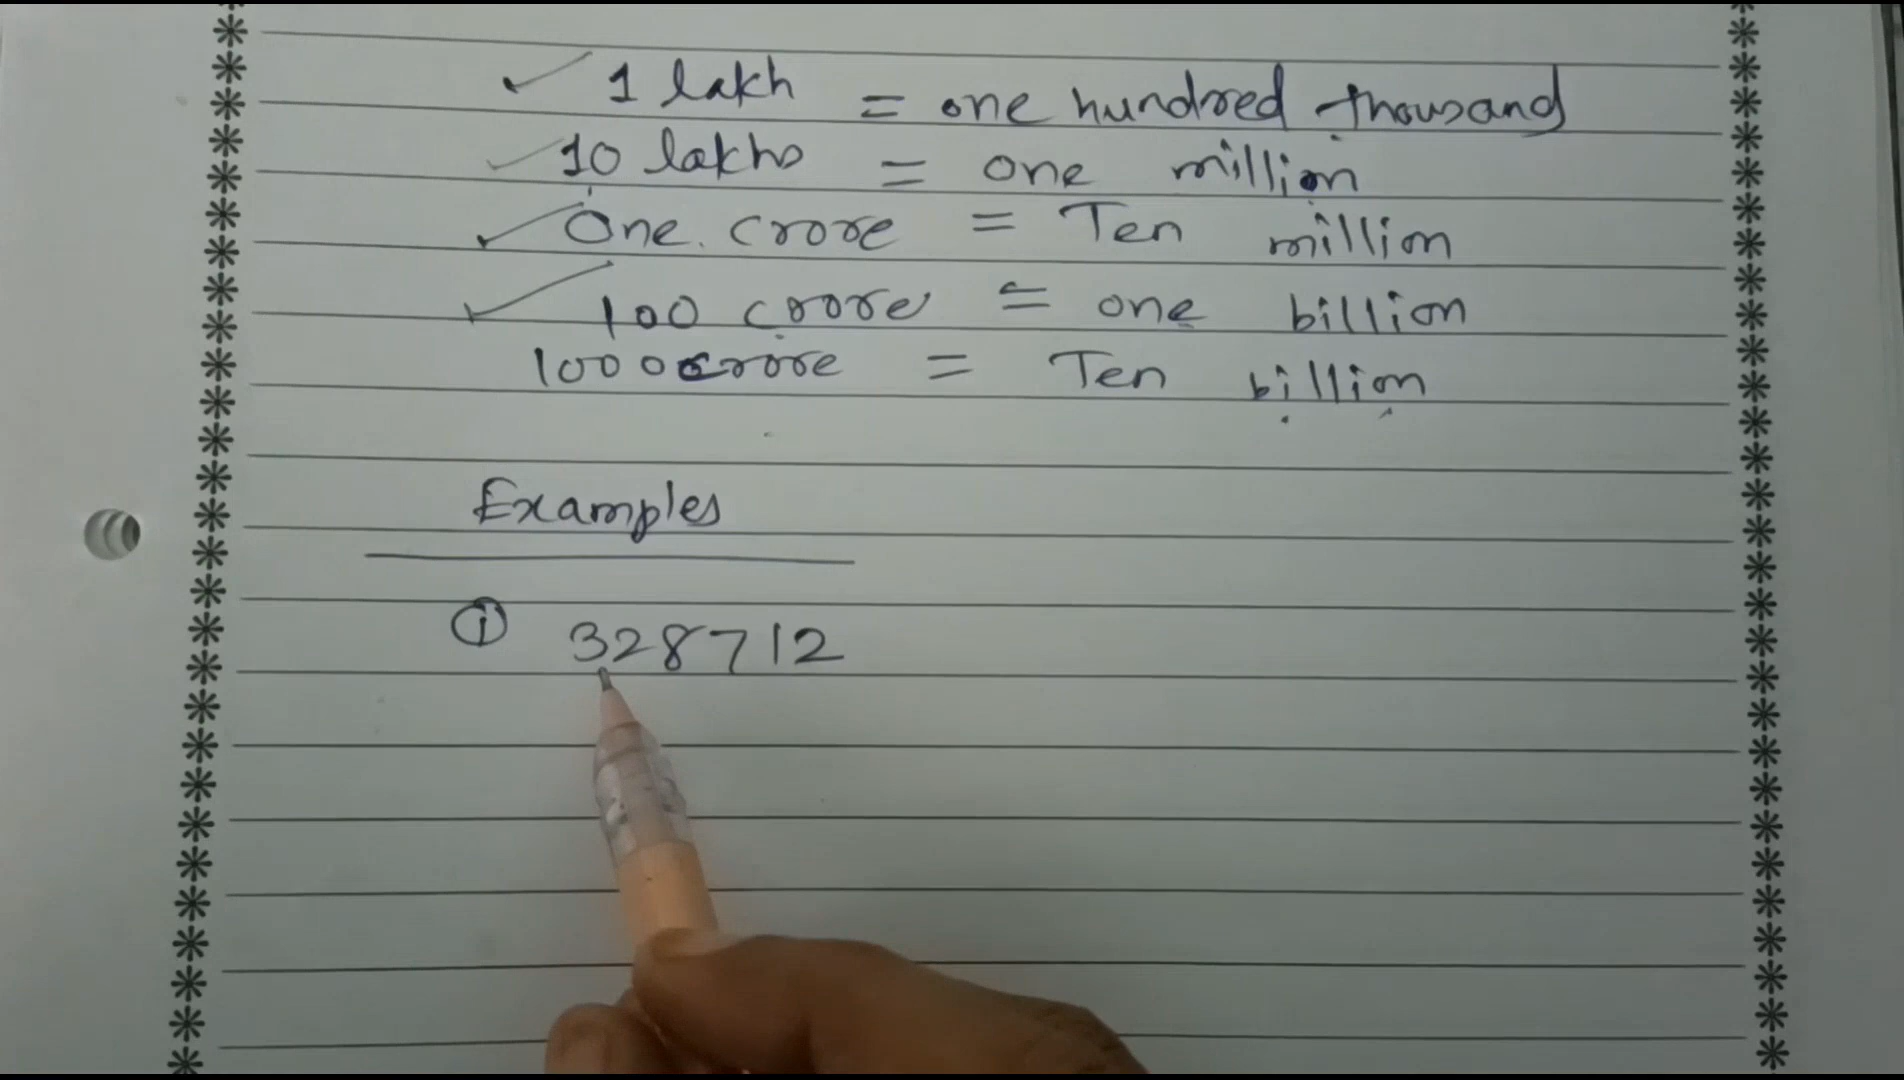 1 lakh = one hundred thousand
10 lakhs = one million
One crore = Ten million
100 crore = one billion
1000 crore = Ten billion
Examples
① 328712